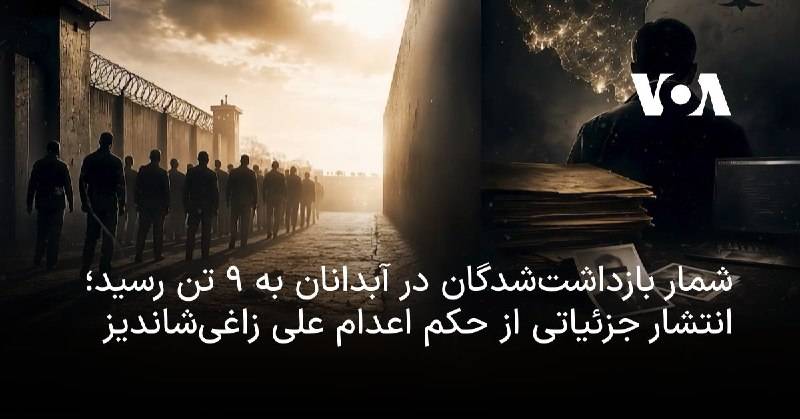 VOA
شمار بازداشت‌شدگان در آبدانان به ۹ تن رسید؛
انتشار جزئیاتی از حکم اعدام علی زاغی‌شاندیز